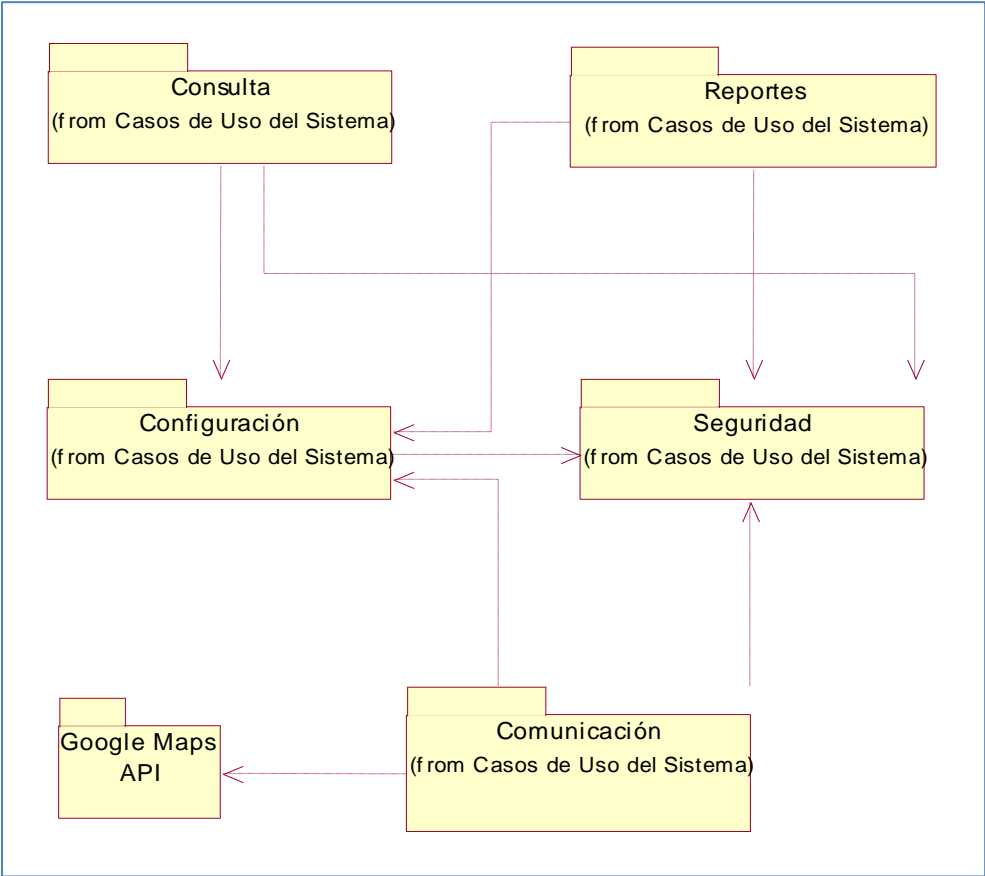 Consulta
(from Casos de Uso del Sistema)
Reportes
(from Casos de Uso del Sistema)
Configuración
(from Casos de Uso del Sistema)
Seguridad
(from Casos de Uso del Sistema)
Google Maps
API
Comunicación
(from Casos de Uso del Sistema)